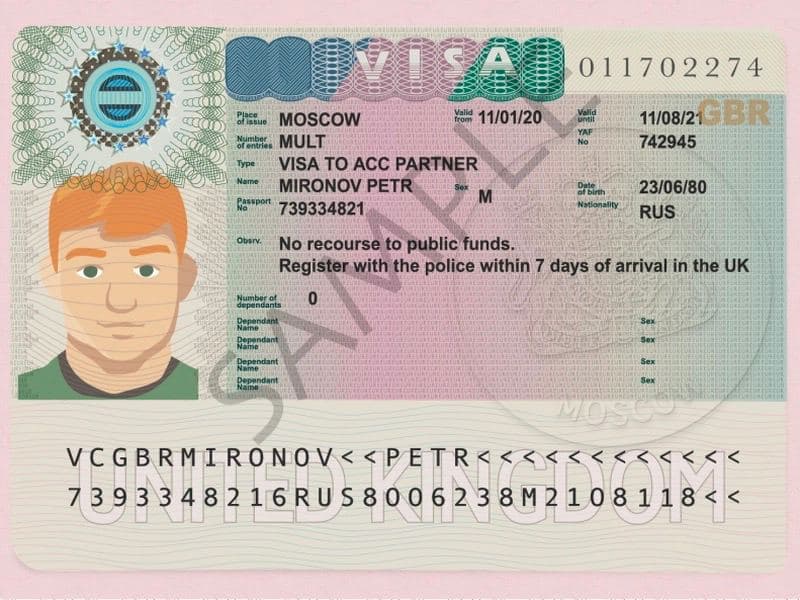 VISA
011702274
GBR
Place of issue MOSCOW Valid from 11/01/20 Valid until 11/08/21
Number of entries MULT YAF No 742945
Type VISA TO ACC PARTNER
Name MIRONOV PETR Sex M Date of birth 23/06/80
Passport No 739334821 Nationality RUS
Obsrv. No recourse to public funds.
Register with the police within 7 days of arrival in the UK
Number of dependants 0
Dependant Name Sex
Dependant Name Sex
Dependant Name Sex
Dependant Name Sex
SAMPLE
MOSCOW
VCGBRMIRONOV<<PETR<<<<<<<<<<<<
7393348216RUS8006238M2108118<<
UNITED KINGDOM